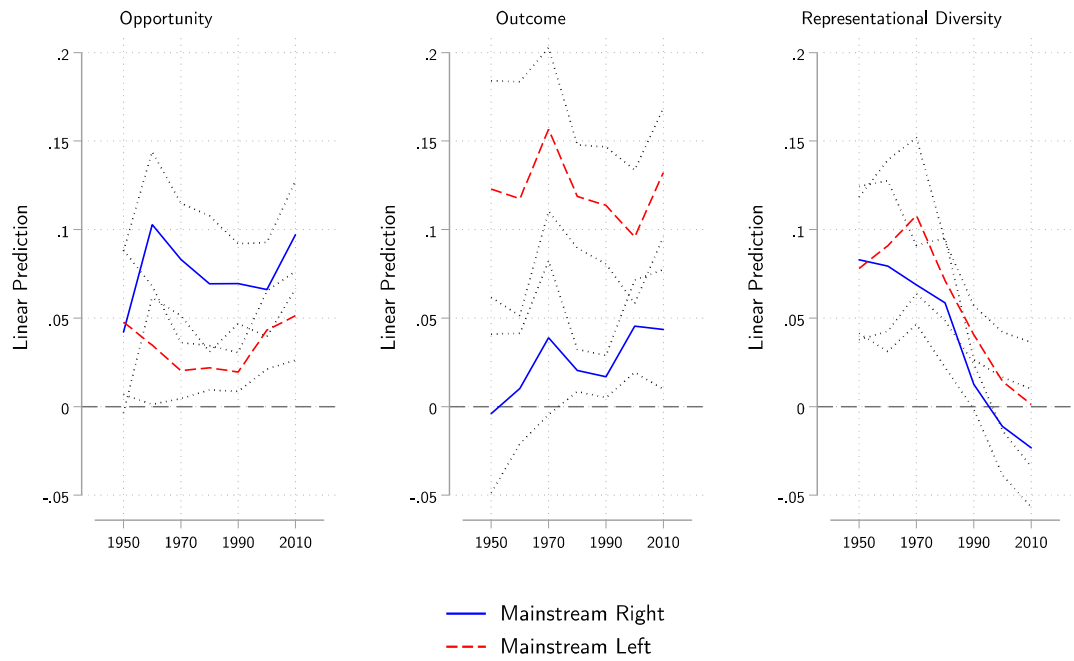 Opportunity
Outcome
Representational Diversity
Linear Prediction
.2
.15
.1
.05
0
-.05
1950 1970 1990 2010
Linear Prediction
.2
.15
.1
.05
0
-.05
1950 1970 1990 2010
Linear Prediction
.2
.15
.1
.05
0
-.05
1950 1970 1990 2010
Mainstream Right
Mainstream Left